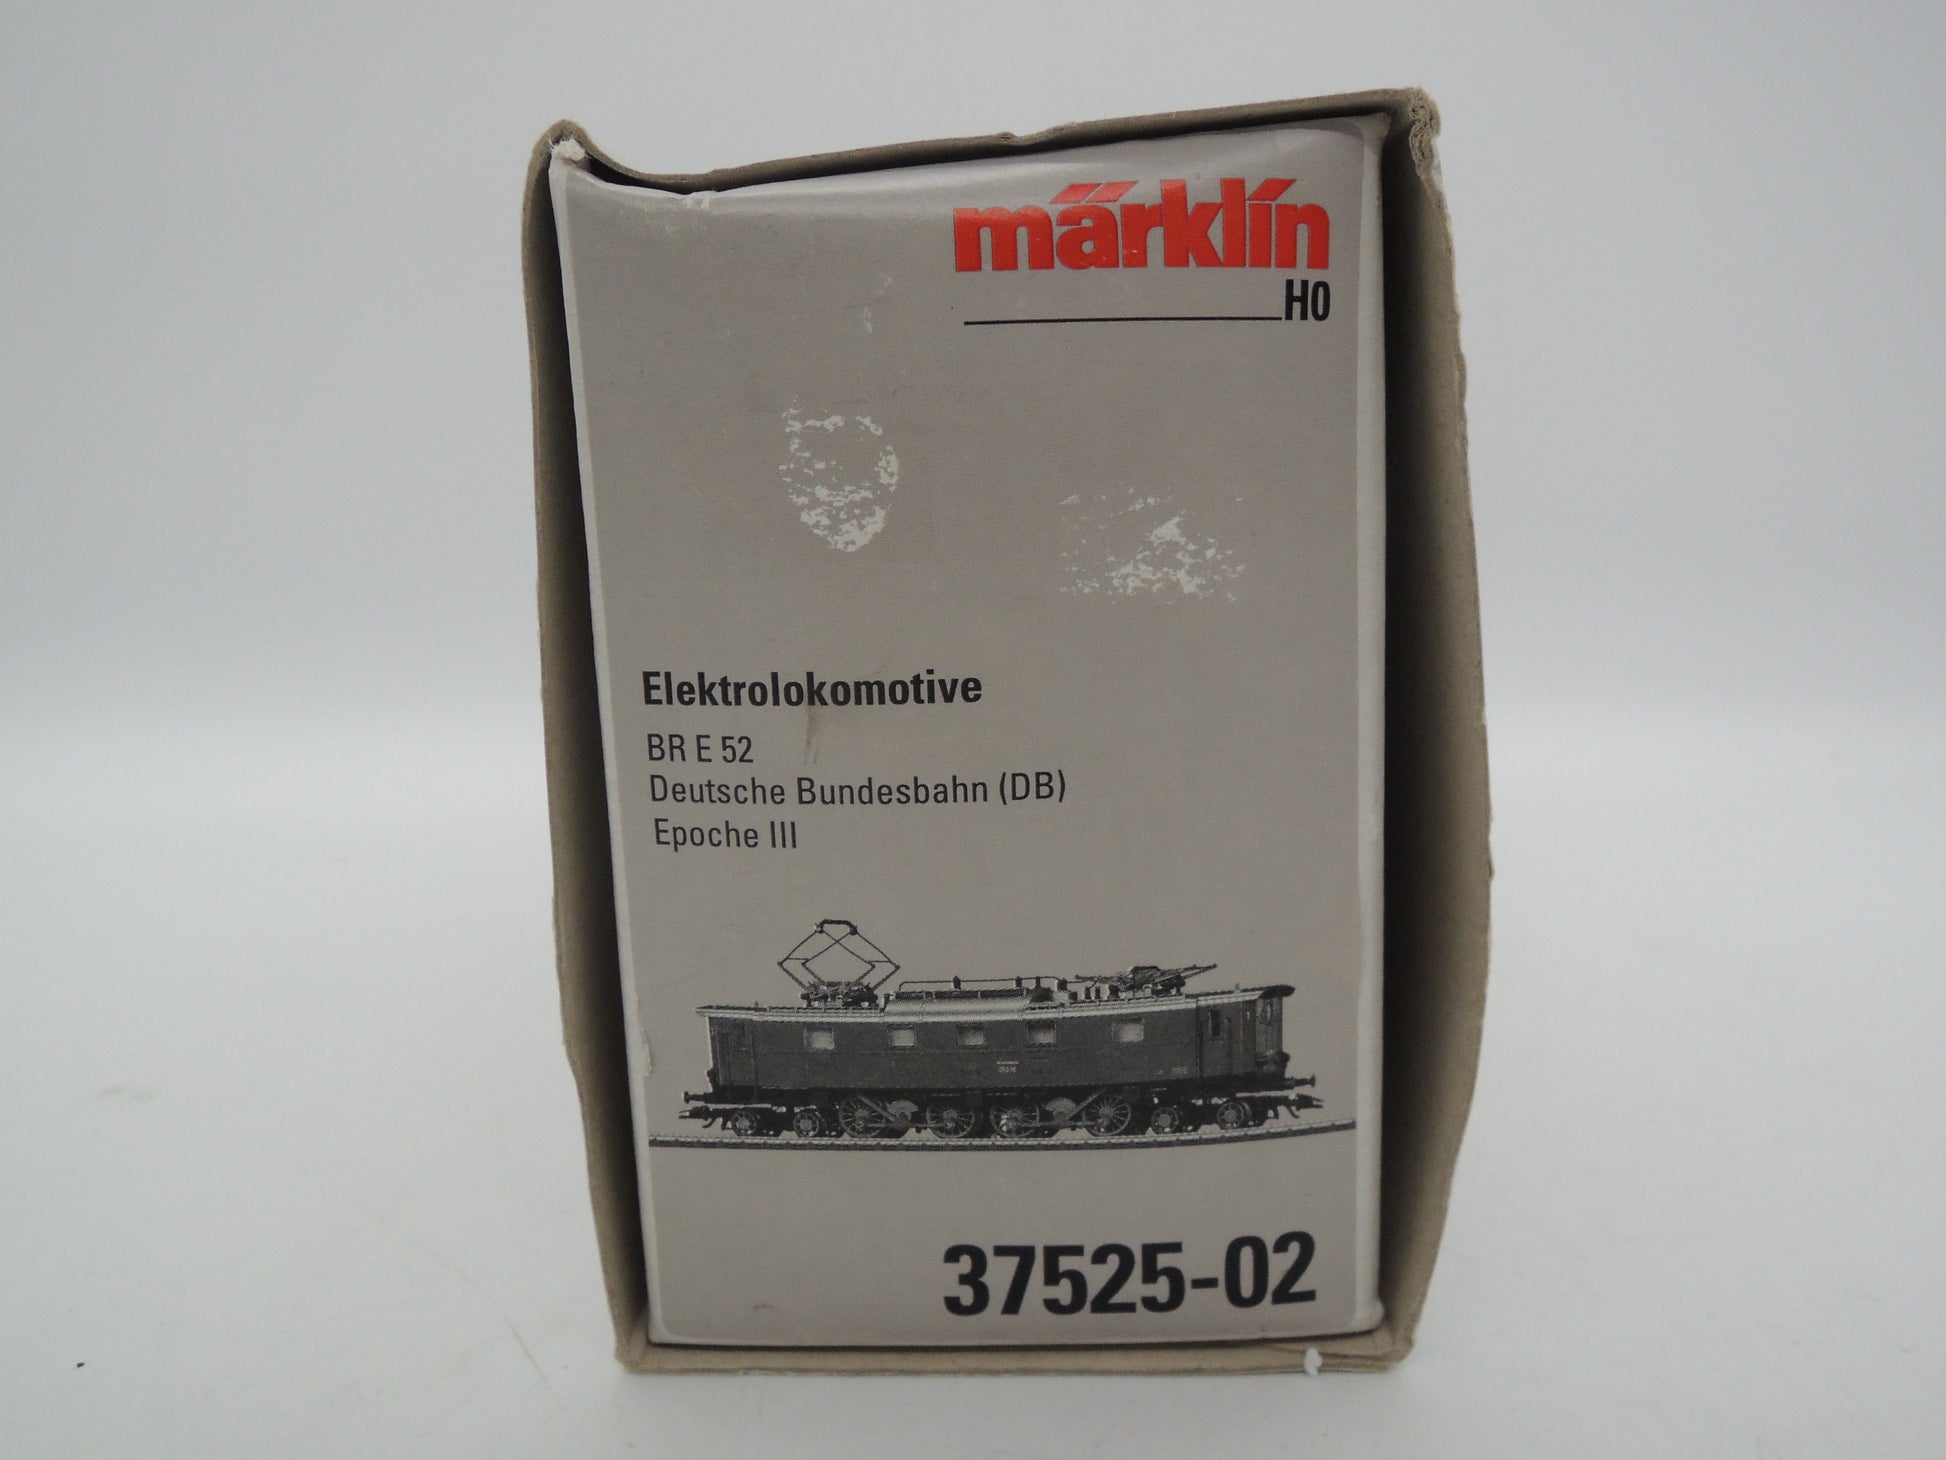 märklin
H0
Elektrolokomotive
BR E 52
Deutsche Bundesbahn (DB)
Epoche III
37525-02